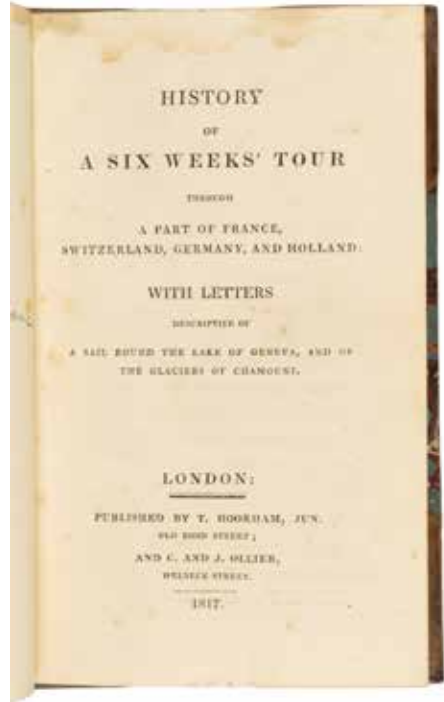 HISTORY
OF
A SIX WEEKS' TOUR
THROUGH
A PART OF FRANCE,
SWITZERLAND, GERMANY, AND HOLLAND:
WITH LETTERS
DESCRIPTIVE OF
A SAIL ROUND THE LAKE OF GENEVA, AND OF
THE GLACIERS OF CHAMOUNI.
LONDON:
PUBLISHED BY T. HOOKHAM, JUN.
OLD BOND STREET;
AND C. AND J. OLLIER,
WELBECK STREET.
1817.